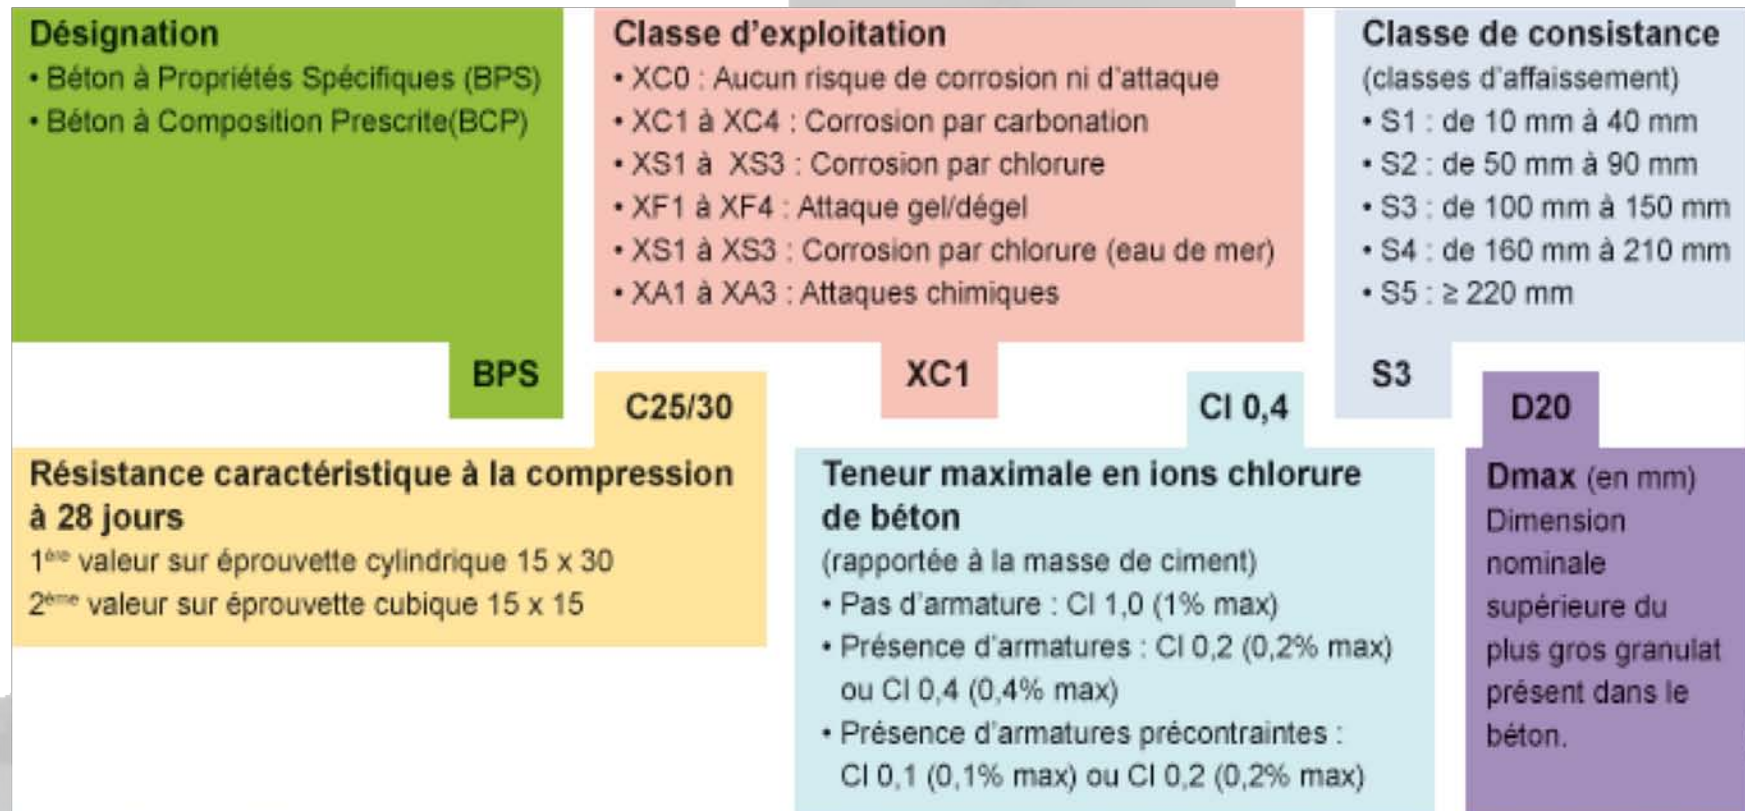 Désignation
• Béton à Propriétés Spécifiques (BPS)
• Béton à Composition Prescrite(BCP)
BPS
Classe d'exploitation
• XC0 : Aucun risque de corrosion ni d'attaque
• XC1 à XC4 : Corrosion par carbonation
• XS1 à XS3 : Corrosion par chlorure
• XF1 à XF4 : Attaque gel/dégel
• XS1 à XS3 : Corrosion par chlorure (eau de mer)
• XA1 à XA3 : Attaques chimiques
XC1
Classe de consistance
(classes d'affaissement)
• S1 : de 10 mm à 40 mm
• S2 : de 50 mm à 90 mm
• S3 : de 100 mm à 150 mm
• S4 : de 160 mm à 210 mm
• S5 : ≥ 220 mm
S3
C25/30
Résistance caractéristique à la compression
à 28 jours
1ère valeur sur éprouvette cylindrique 15 x 30
2ème valeur sur éprouvette cubique 15 x 15
Cl 0,4
Teneur maximale en ions chlorure
de béton
(rapportée à la masse de ciment)
• Pas d'armature : Cl 1,0 (1% max)
• Présence d'armatures : Cl 0,2 (0,2% max)
ou Cl 0,4 (0,4% max)
• Présence d'armatures précontraintes :
Cl 0,1 (0,1% max) ou Cl 0,2 (0,2% max)
D20
Dmax (en mm)
Dimension
nominale
supérieure du
plus gros granulat
présent dans le
béton.